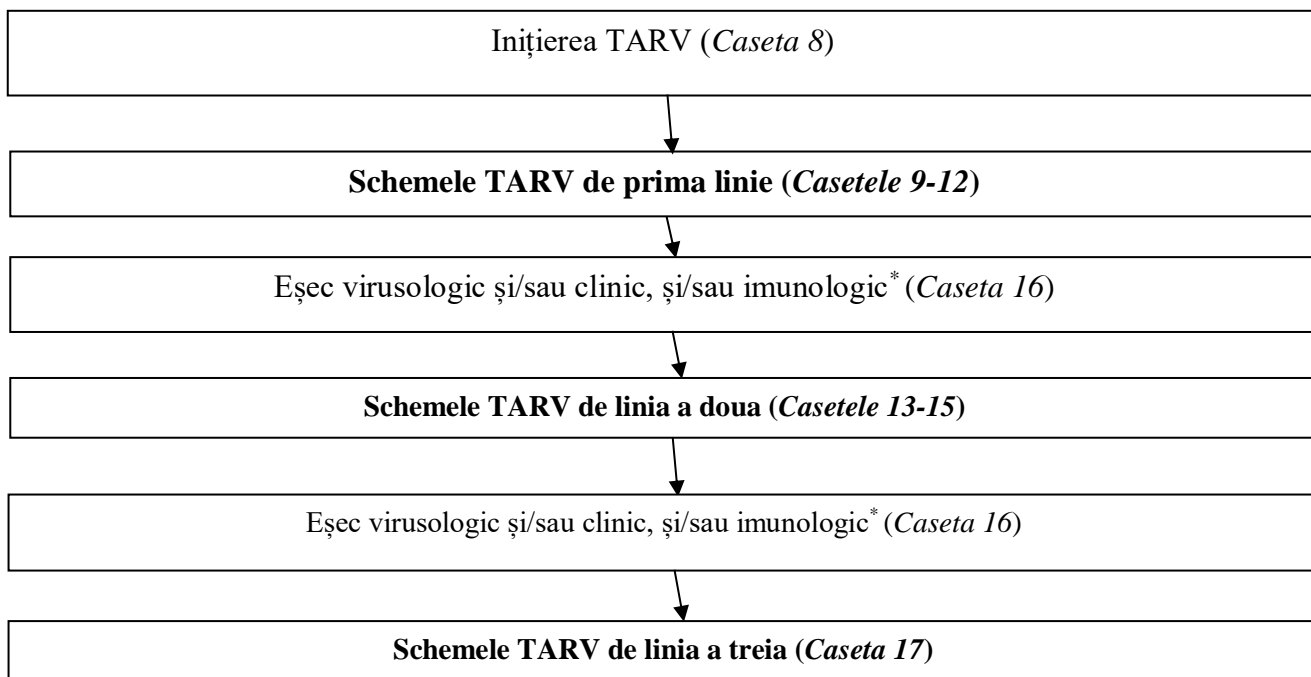 Inițierea TARV (Caseta 8)
Schemele TARV de prima linie (Casetele 9-12)
Eșec virusologic și/sau clinic, și/sau imunologic* (Caseta 16)
Schemele TARV de linia a doua (Casetele 13-15)
Eșec virusologic și/sau clinic, și/sau imunologic* (Caseta 16)
Schemele TARV de linia a treia (Caseta 17)